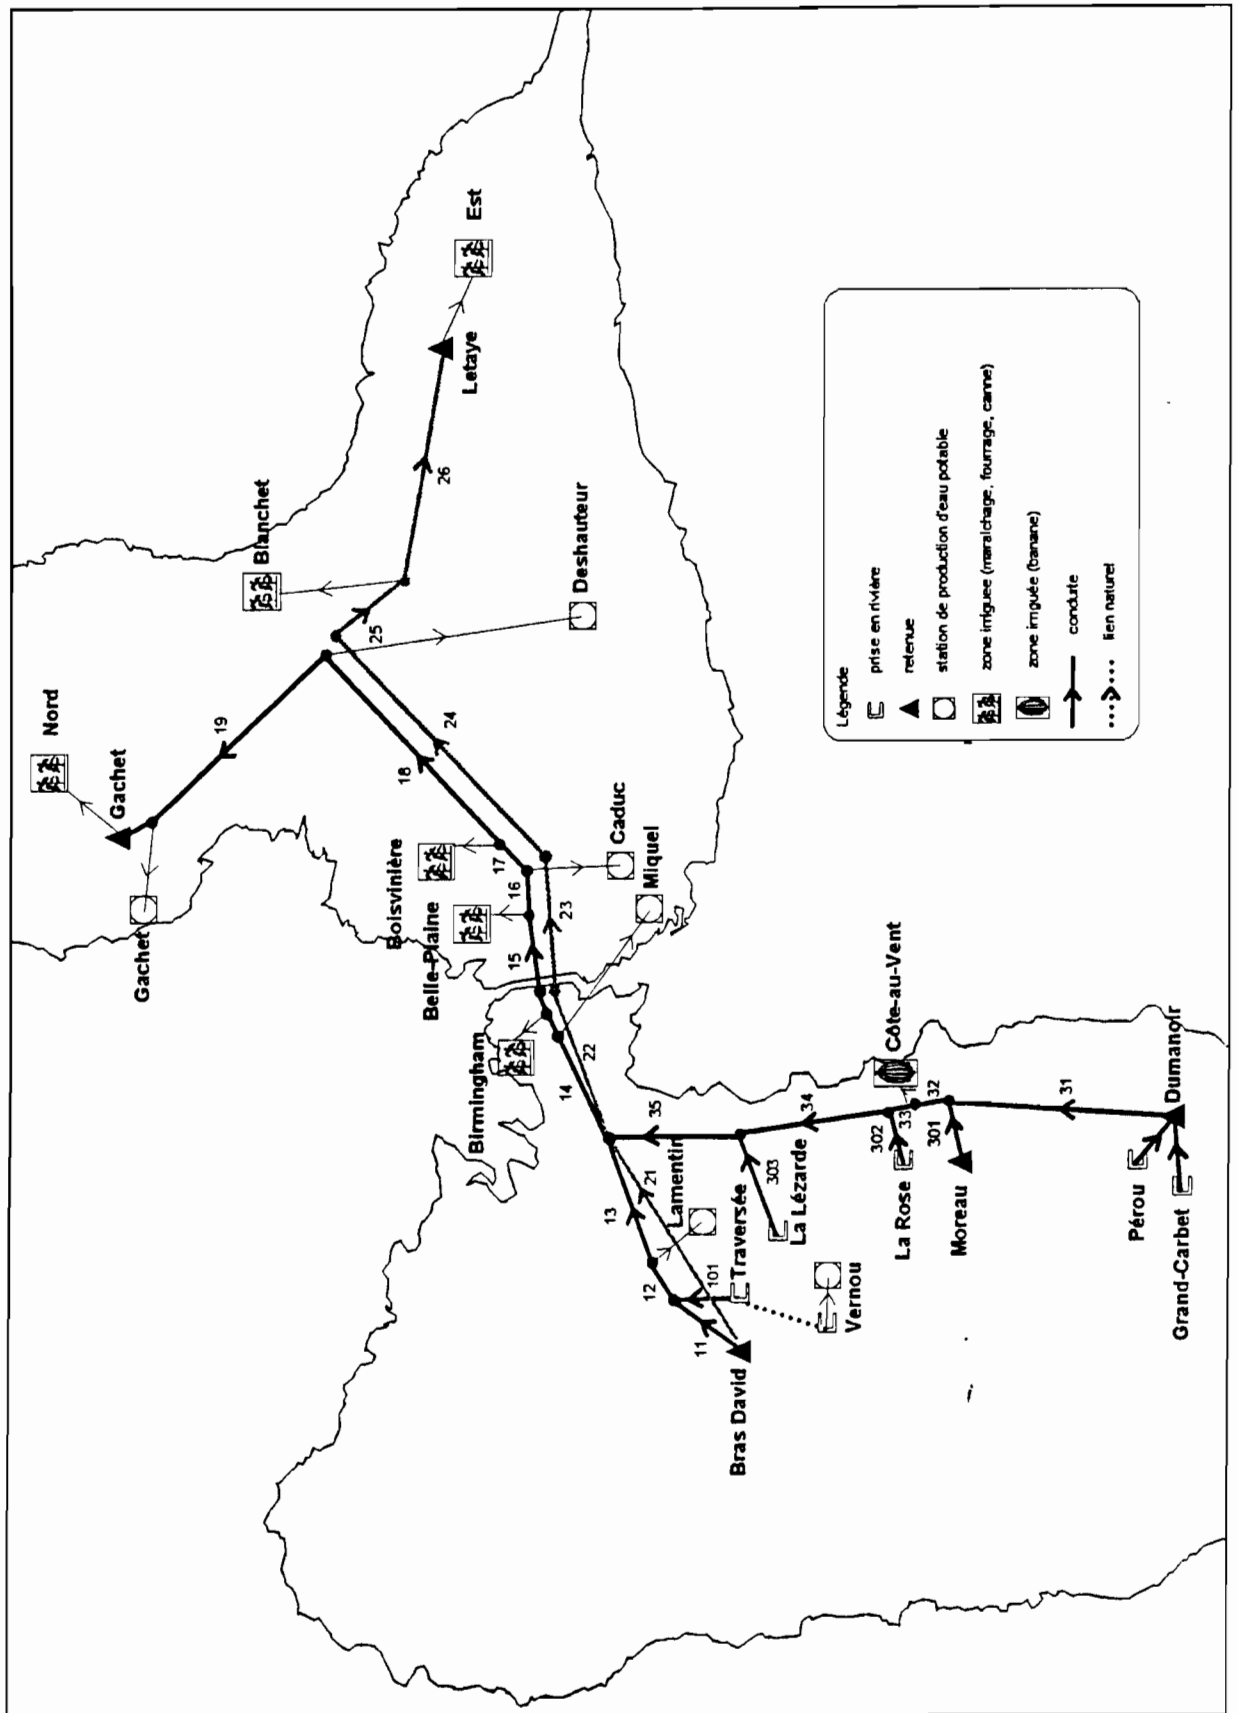 Nord
Gachet
Gachet
19
Blanchet
Est
Letaye
26
25
Deshauteur
24
18
Boisvinière
17
16
Caduc
Belle-Plaine
15
23
Miquel
Birmingham
14
22
13
12
Lamentin
21
35
101
Traversée
11
Bras David
Vernou
303
La Lézarde
34
302
La Rose
33
Côte-au-Vent
32
301
Moreau
31
Dumanoir
Pérou
Grand-Carbet
Légende
prise en rivière
retenue
station de production d'eau potable
zone irriguee (maraîchage, fourrage, canne)
zone irriguée (banane)
conduite
lien naturel